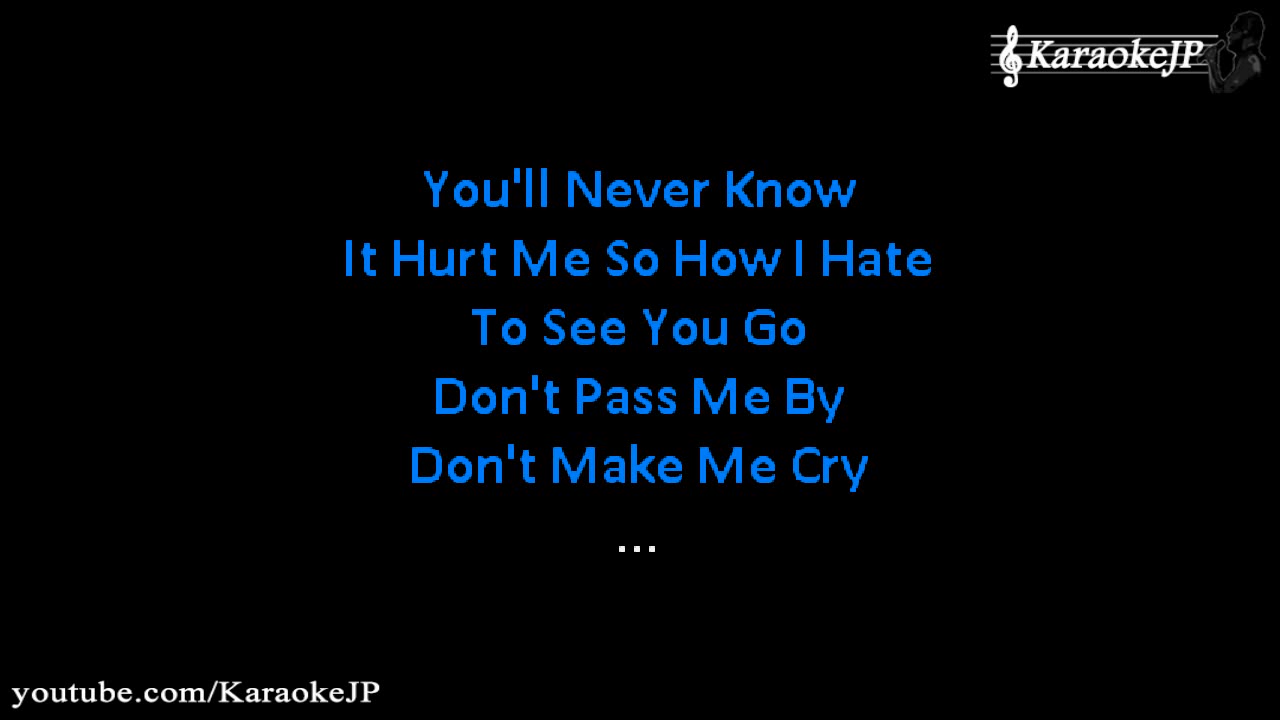 KaraokeJP
You'll Never Know
It Hurt Me So How I Hate
To See You Go
Don't Pass Me By
Don't Make Me Cry
...
youtube.com/KaraokeJP